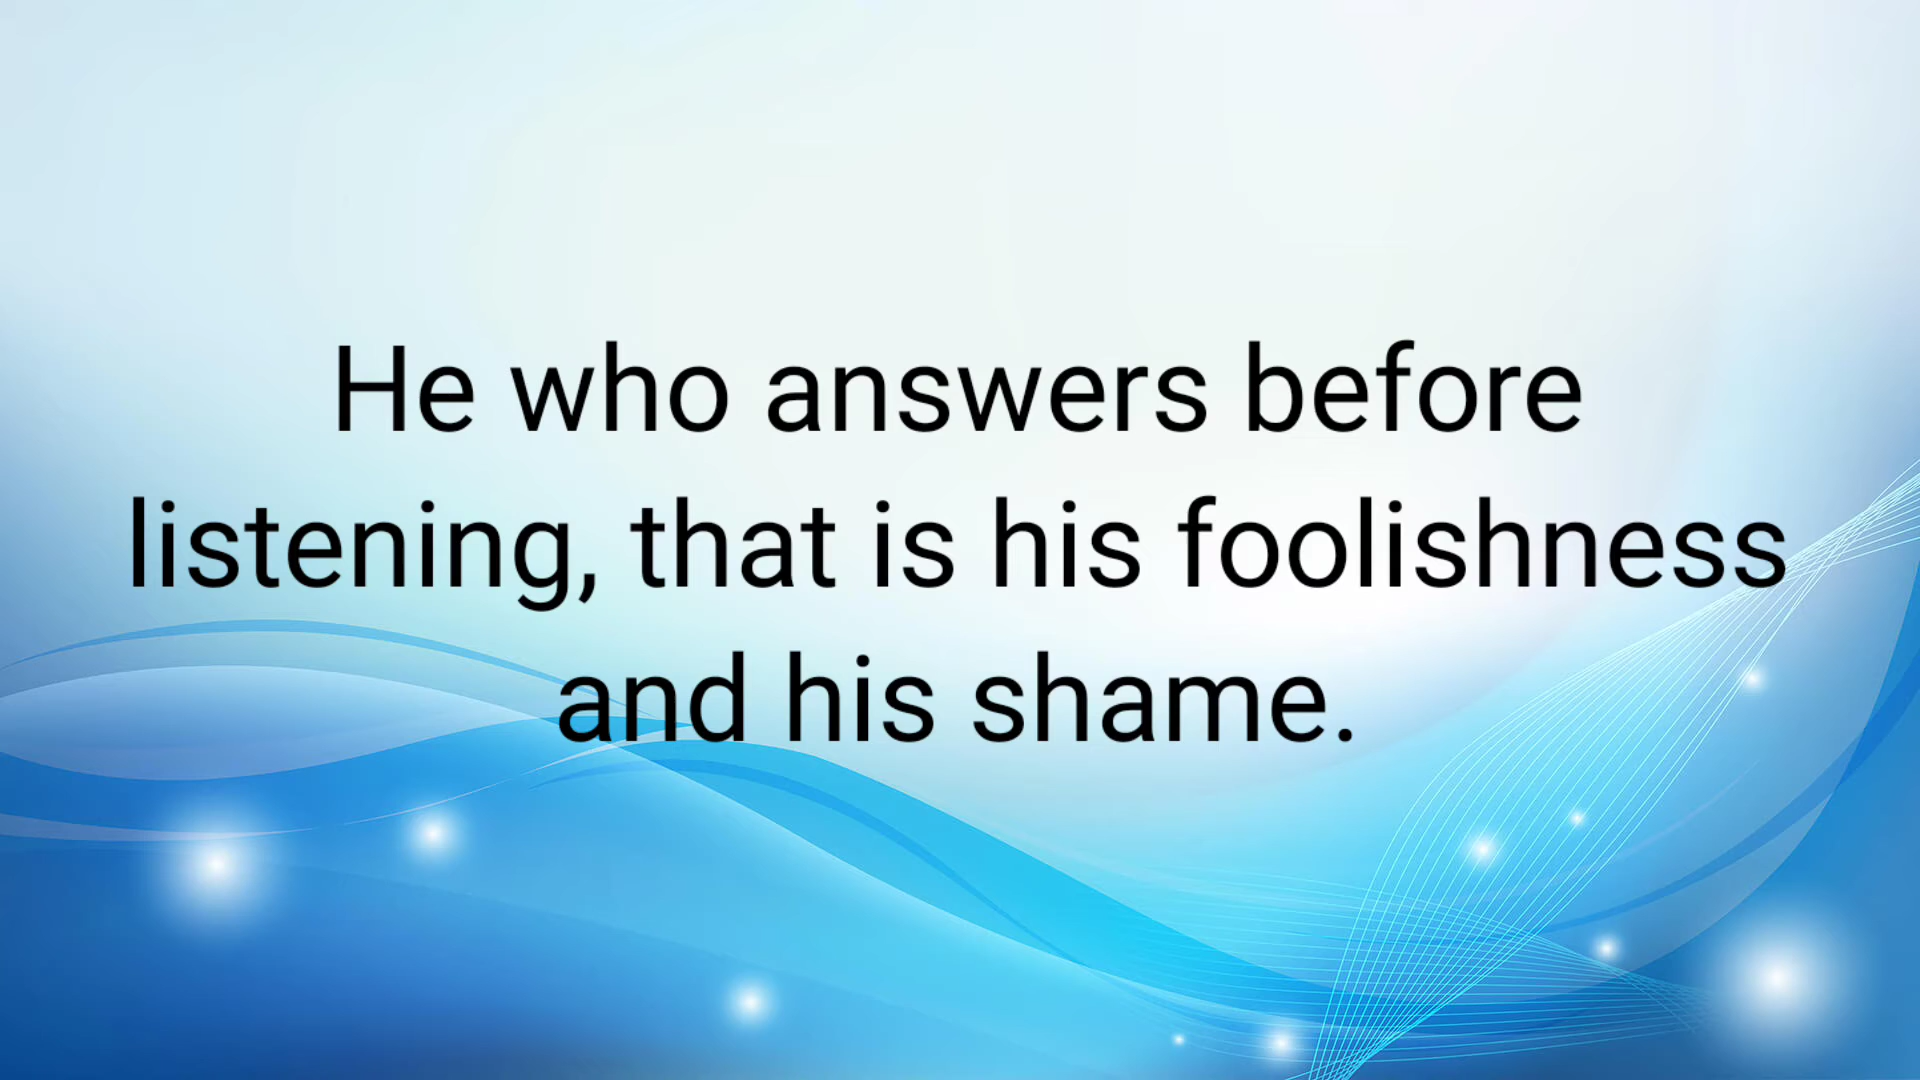 He who answers before
listening, that is his foolishness
and his shame.